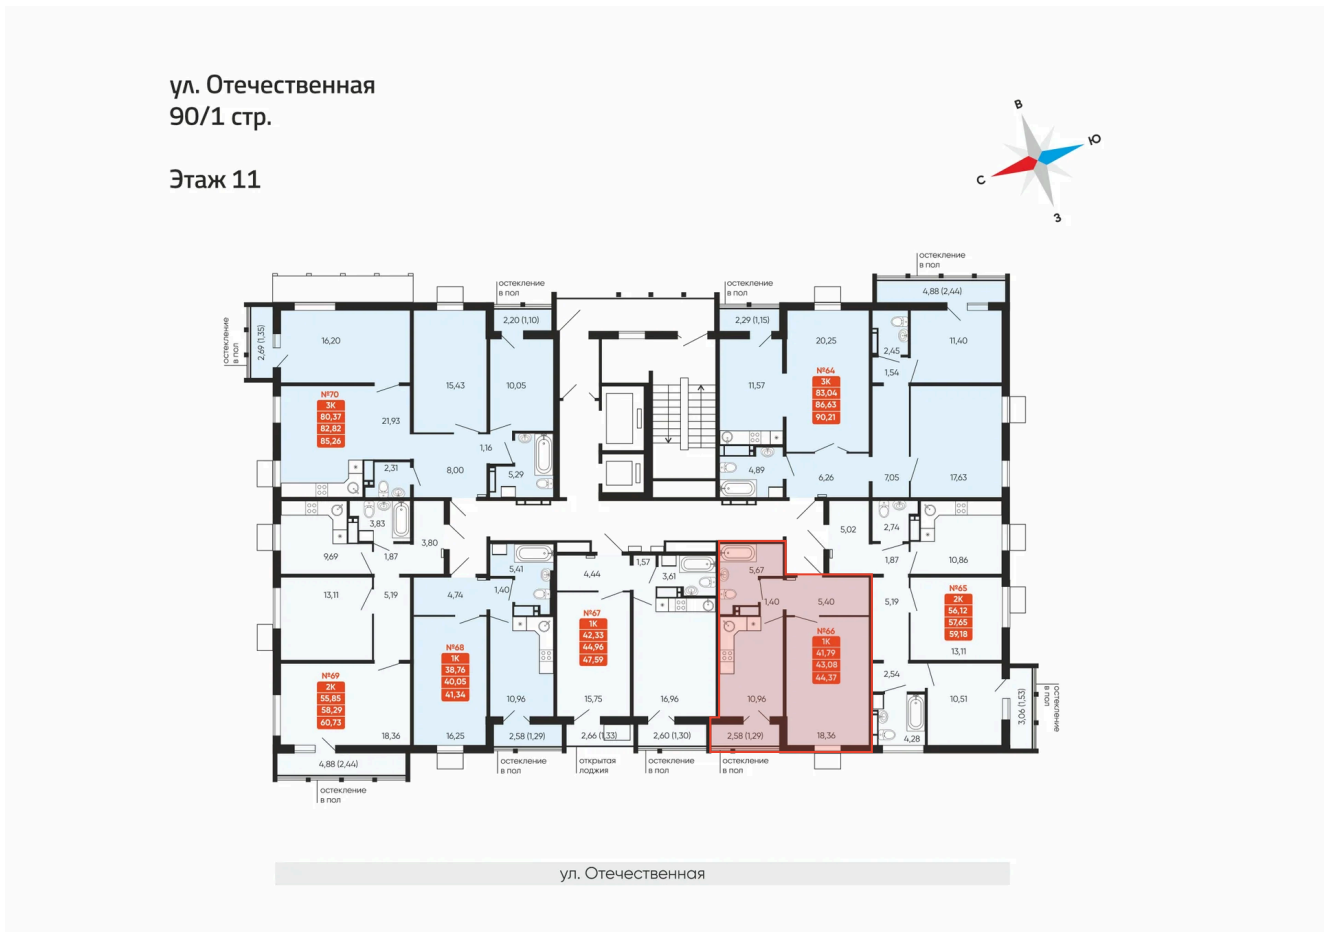 ул. Отечественная
90/1 стр.
Этаж 11
В
Ю
С
З
остекление
в пол
4,88 (2,44)
остекление
в пол
2,20 (1,10)
остекление
в пол
2,29 (1,15)
остекление
в пол
2,69 (1,35)
16,20
15,43
10,05
№70
3К
80,37
82,82
85,26
21,93
1,16
8,00
2,31
5,29
11,57
20,25
№64
3К
83,04
86,63
90,21
2,45
1,54
11,40
4,89
6,26
7,05
17,63
9,69
3,83
1,87
3,80
13,11
5,19
№69
2К
55,85
58,29
60,73
18,36
4,88 (2,44)
остекление
в пол
4,74
1,40
5,41
№68
1К
38,76
40,05
41,34
16,25
10,96
2,58 (1,29)
остекление
в пол
4,44
1,57
3,61
№67
1К
42,33
44,96
47,59
15,75
16,96
2,66 (1,33)
открытая
лоджия
2,60 (1,30)
остекление
в пол
5,67
1,40
5,40
№66
1К
41,79
43,08
44,37
10,96
18,36
2,58 (1,29)
остекление
в пол
5,02
2,74
1,87
10,86
5,19
№65
2К
56,12
57,65
59,18
13,11
2,54
10,51
4,28
3,06 (1,53)
остекление
в пол
ул. Отечественная